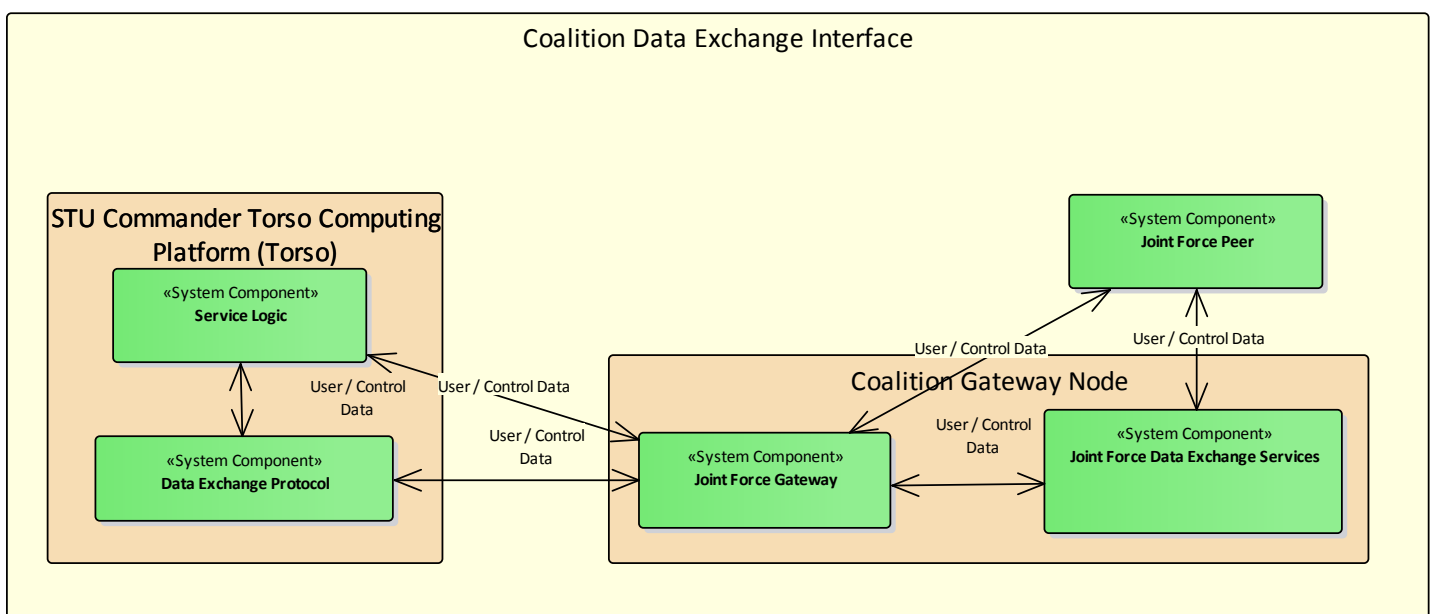 Coalition Data Exchange Interface
STU Commander Torso Computing
Platform (Torso)
«System Component»
Service Logic
User / Control
Data
«System Component»
Data Exchange Protocol
User / Control Data
User / Control
Data
«System Component»
Joint Force Peer
User / Control Data
User / Control Data
Coalition Gateway Node
«System Component»
Joint Force Gateway
User / Control
Data
«System Component»
Joint Force Data Exchange Services